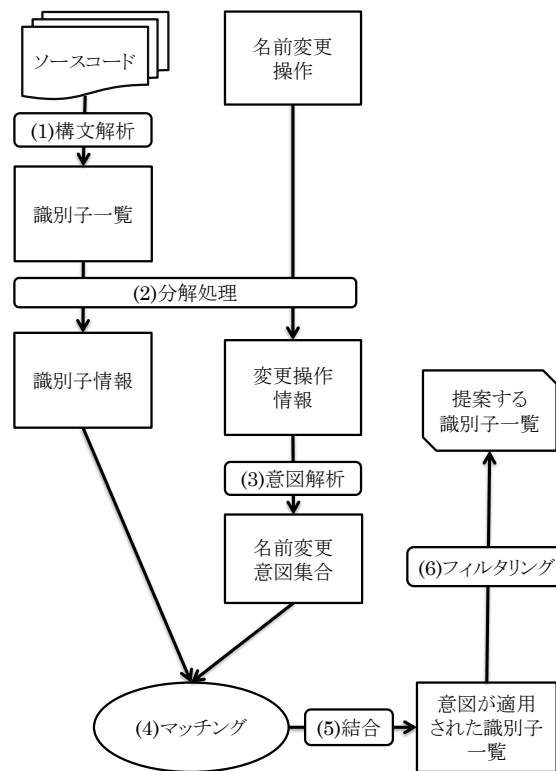 ソースコード
名前変更
操作
(1)構文解析
識別子一覧
(2)分解処理
識別子情報
変更操作
情報
提案する
識別子一覧
(3)意図解析
名前変更
意図集合
(6)フィルタリング
(4)マッチング
(5)結合
意図が適用
された識別子
一覧